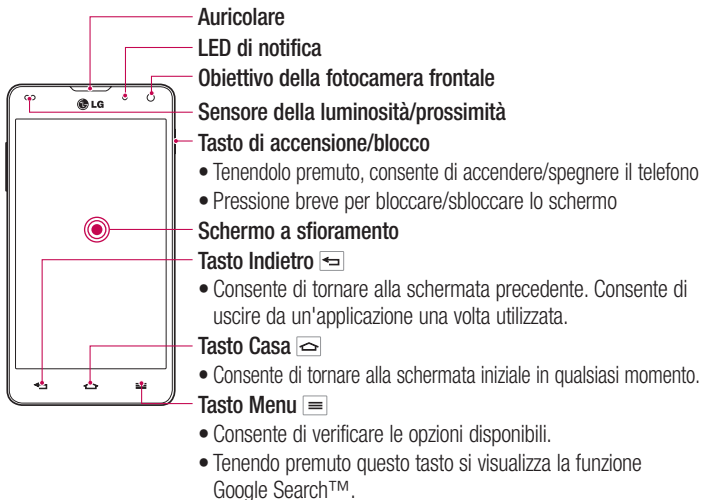 Auricolare
LED di notifica
Obiettivo della fotocamera frontale
LG
Sensore della luminosità/prossimità
Tasto di accensione/blocco
• Tenendolo premuto, consente di accendere/spegnere il telefono
• Pressione breve per bloccare/sbloccare lo schermo
Schermo a sfioramento
Tasto Indietro
• Consente di tornare alla schermata precedente. Consente di
uscire da un'applicazione una volta utilizzata.
Tasto Casa
• Consente di tornare alla schermata iniziale in qualsiasi momento.
Tasto Menu
• Consente di verificare le opzioni disponibili.
• Tenendo premuto questo tasto si visualizza la funzione
Google Search™.